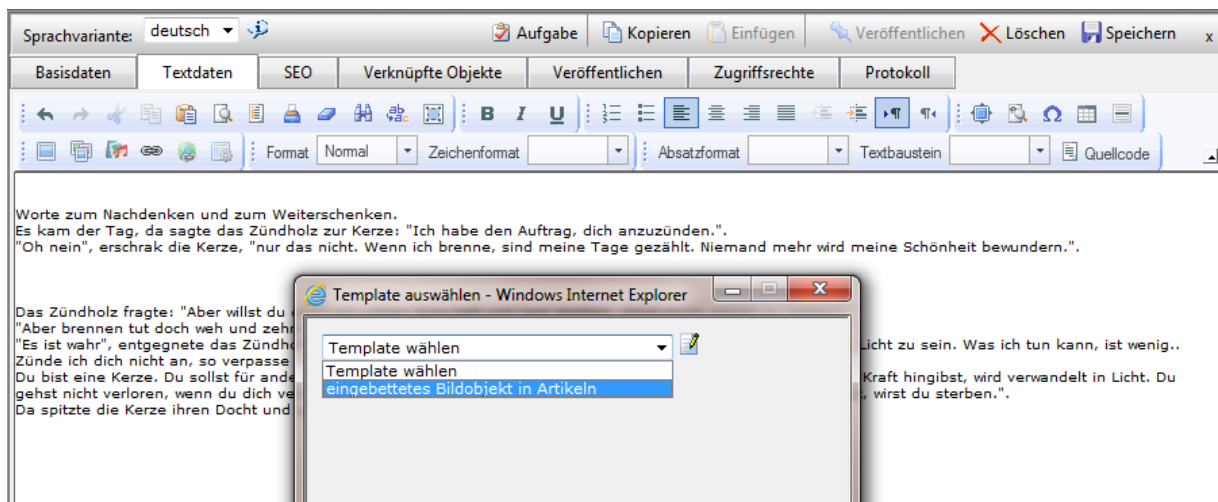 Sprachvariante: deutsch Aufgabe Kopieren Einfügen Veröffentlichen Löschen Speichern x
Basisdaten Textdaten SEO Verknüpfte Objekte Veröffentlichen Zugriffsrechte Protokoll
B I U
Format Normal Zeichenformat Absatzformat Textbaustein Quellcode
Worte zum Nachdenken und zum Weiterschenken.
Es kam der Tag, da sagte das Zündholz zur Kerze: "Ich habe den Auftrag, dich anzuzünden.".
"Oh nein", erschrak die Kerze, "nur das nicht. Wenn ich brenne, sind meine Tage gezählt. Niemand mehr wird meine Schönheit bewundern.".
Template auswählen - Windows Internet Explorer
Das Zündholz fragte: "Aber willst du
"Aber brennen tut doch weh und
"Es ist wahr", entgegnete das Licht zu sein. Was ich tun kann, ist wenig..
Template wählen
Zünde ich dich nicht an, so verpasse
Template wählen
Du bist eine Kerze. Du sollst für Kraft hingibst, wird verwandelt in Licht. Du
eingebettetes Bildobjekt in Artikeln
gehst nicht verloren, wenn du dich wirst du sterben.".
Da spitzte die Kerze ihren Docht und